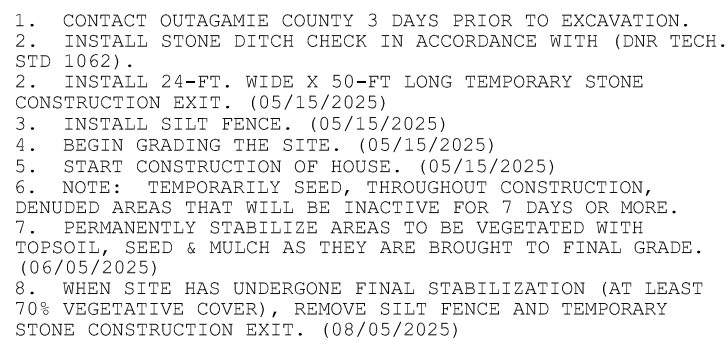 1.  CONTACT OUTAGAMIE COUNTY 3 DAYS PRIOR TO EXCAVATION.
2.  INSTALL STONE DITCH CHECK IN ACCORDANCE WITH (DNR TECH.
STD 1062).
2.  INSTALL 24-FT. WIDE X 50-FT LONG TEMPORARY STONE
CONSTRUCTION EXIT. (05/15/2025)
3.  INSTALL SILT FENCE. (05/15/2025)
4.  BEGIN GRADING THE SITE. (05/15/2025)
5.  START CONSTRUCTION OF HOUSE. (05/15/2025)
6.  NOTE:  TEMPORARILY SEED, THROUGHOUT CONSTRUCTION,
DENUDED AREAS THAT WILL BE INACTIVE FOR 7 DAYS OR MORE.
7.  PERMANENTLY STABILIZE AREAS TO BE VEGETATED WITH
TOPSOIL, SEED & MULCH AS THEY ARE BROUGHT TO FINAL GRADE.
(06/05/2025)
8.  WHEN SITE HAS UNDERGONE FINAL STABILIZATION (AT LEAST
70% VEGETATIVE COVER), REMOVE SILT FENCE AND TEMPORARY
STONE CONSTRUCTION EXIT. (08/05/2025)